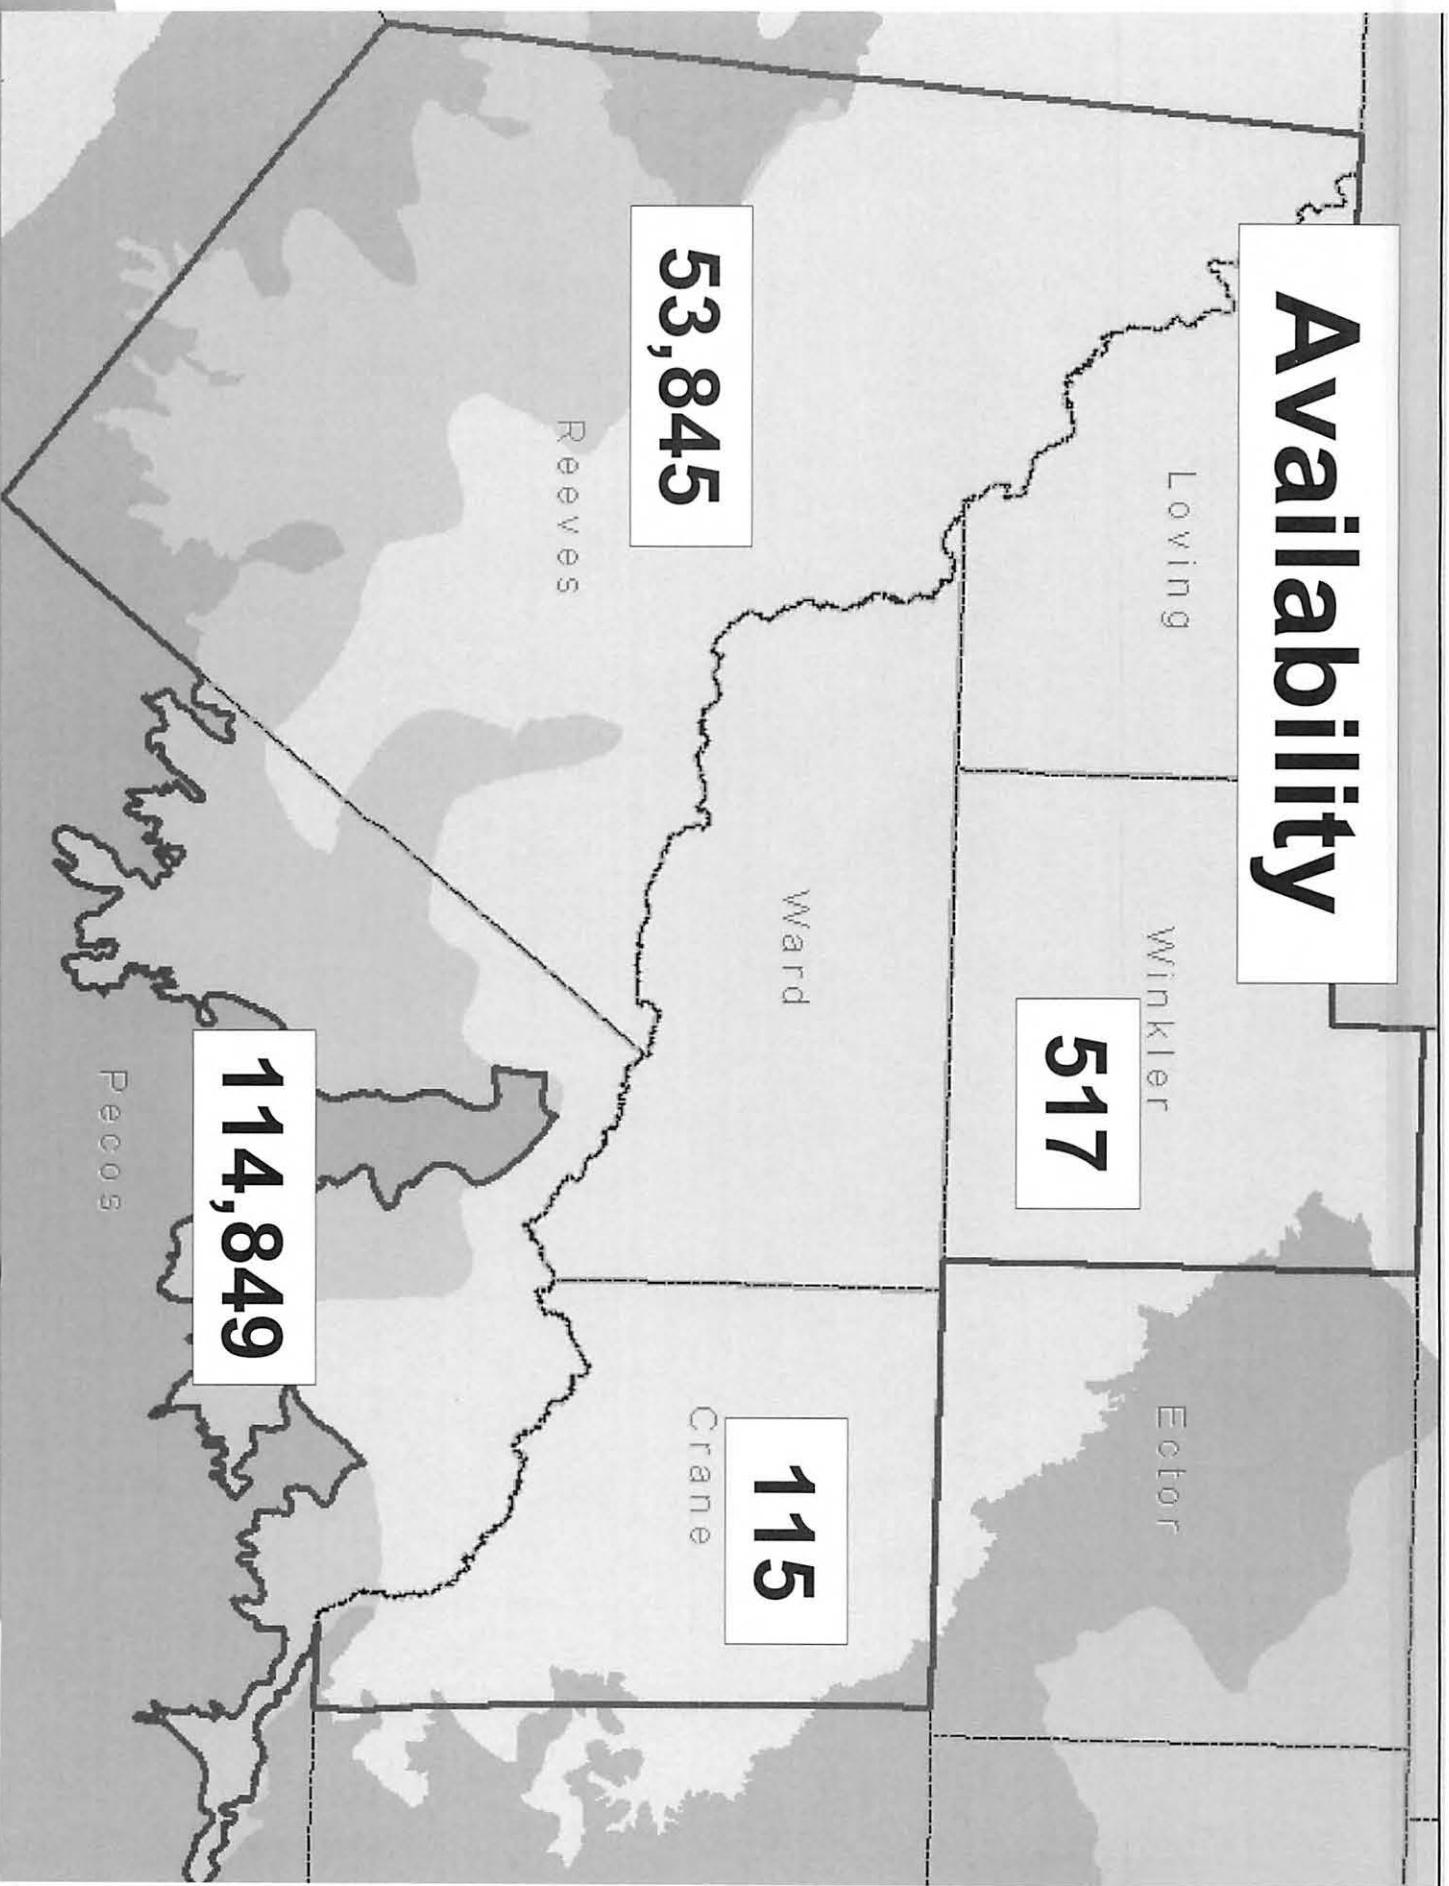 Availability
Loving
Winkler
517
Ector
53,845
Reeves
Ward
115
Crane
114,849
Pecos